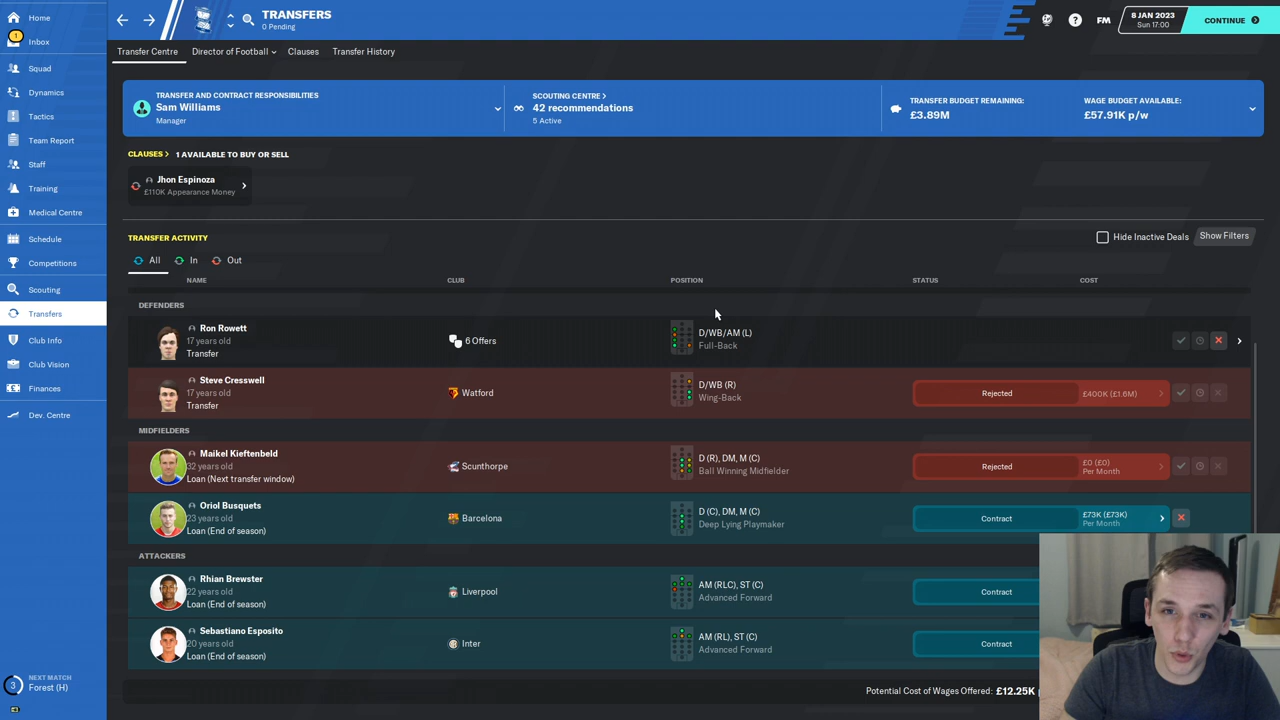 Home
1
Inbox
Squad
Dynamics
Tactics
Team Report
Staff
Training
Medical Centre
Schedule
Competitions
Scouting
Transfers
Club Info
Club Vision
Finances
Dev. Centre
3
NEXT MATCH
Forest (H)
TRANSFERS
0 Pending
?
FM
8 JAN 2023
Sun 17:00
CONTINUE
Transfer Centre
Director of Football
Clauses
Transfer History
TRANSFER AND CONTRACT RESPONSIBILITIES
Sam Williams
Manager
SCOUTING CENTRE >
42 recommendations
5 Active
TRANSFER BUDGET REMAINING:
£3.89M
WAGE BUDGET AVAILABLE:
£57.91K p/w
CLAUSES > 1 AVAILABLE TO BUY OR SELL
Jhon Espinoza
£110K Appearance Money
TRANSFER ACTIVITY
Hide Inactive Deals
Show Filters
All
In
Out
NAME CLUB POSITION STATUS COST
DEFENDERS
Ron Rowett
17 years old
Transfer
6 Offers
D/WB/AM (L)
Full-Back
Steve Cresswell
17 years old
Transfer
Watford
D/WB (R)
Wing-Back
Rejected
£400K (£1.6M)
MIDFIELDERS
Maikel Kieftenbeld
32 years old
Loan (Next transfer window)
Scunthorpe
D (R), DM, M (C)
Ball Winning Midfielder
Rejected
£0 (£0)
Per Month
Oriol Busquets
23 years old
Loan (End of season)
Barcelona
D (C), DM, M (C)
Deep Lying Playmaker
Contract
£73K (£73K)
Per Month
ATTACKERS
Rhian Brewster
22 years old
Loan (End of season)
Liverpool
AM (RLC), ST (C)
Advanced Forward
Contract
Sebastiano Esposito
20 years old
Loan (End of season)
Inter
AM (RL), ST (C)
Advanced Forward
Contract
Potential Cost of Wages Offered: £12.25K